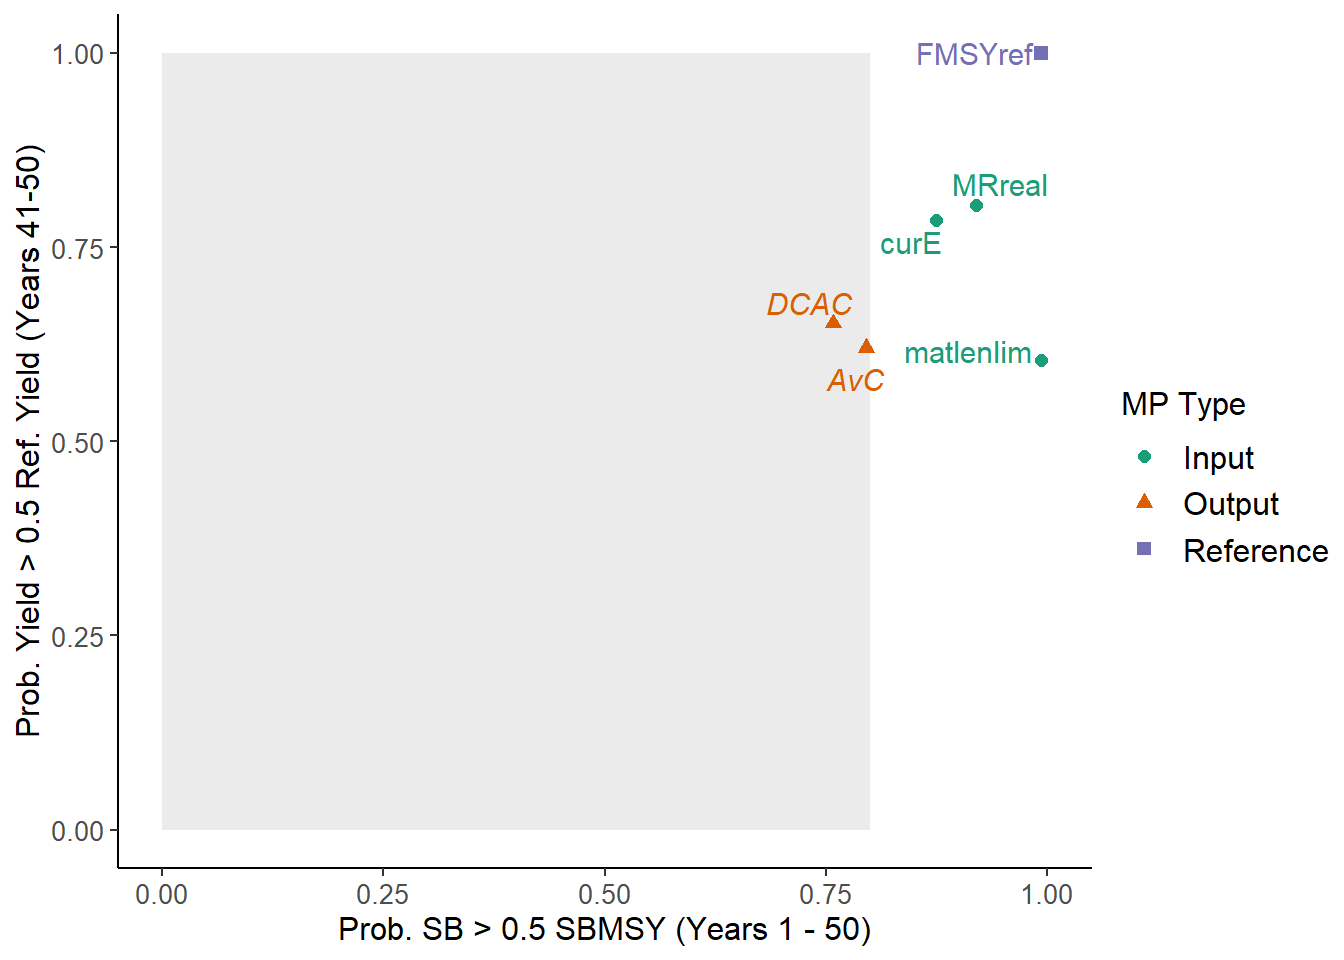 Prob. Yield > 0.5 Ref. Yield (Years 41-50)
1.00
0.75
0.50
0.25
0.00
FMSYref
MRreal
curE
DCAC
matlenlim
AvC
MP Type
Input
Output
Reference
0.00 0.25 0.50 0.75 1.00
Prob. SB > 0.5 SBMSY (Years 1 - 50)